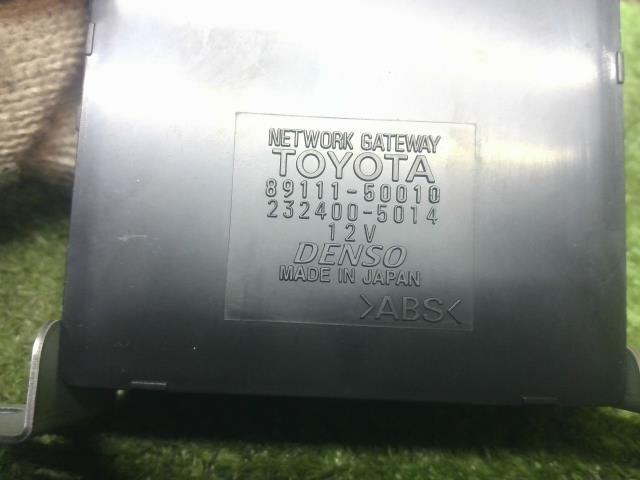 NETWORK GATEWAY
TOYOTA
89111-50010
232400-5014
12V
DENSO
MADE IN JAPAN
>ABS<